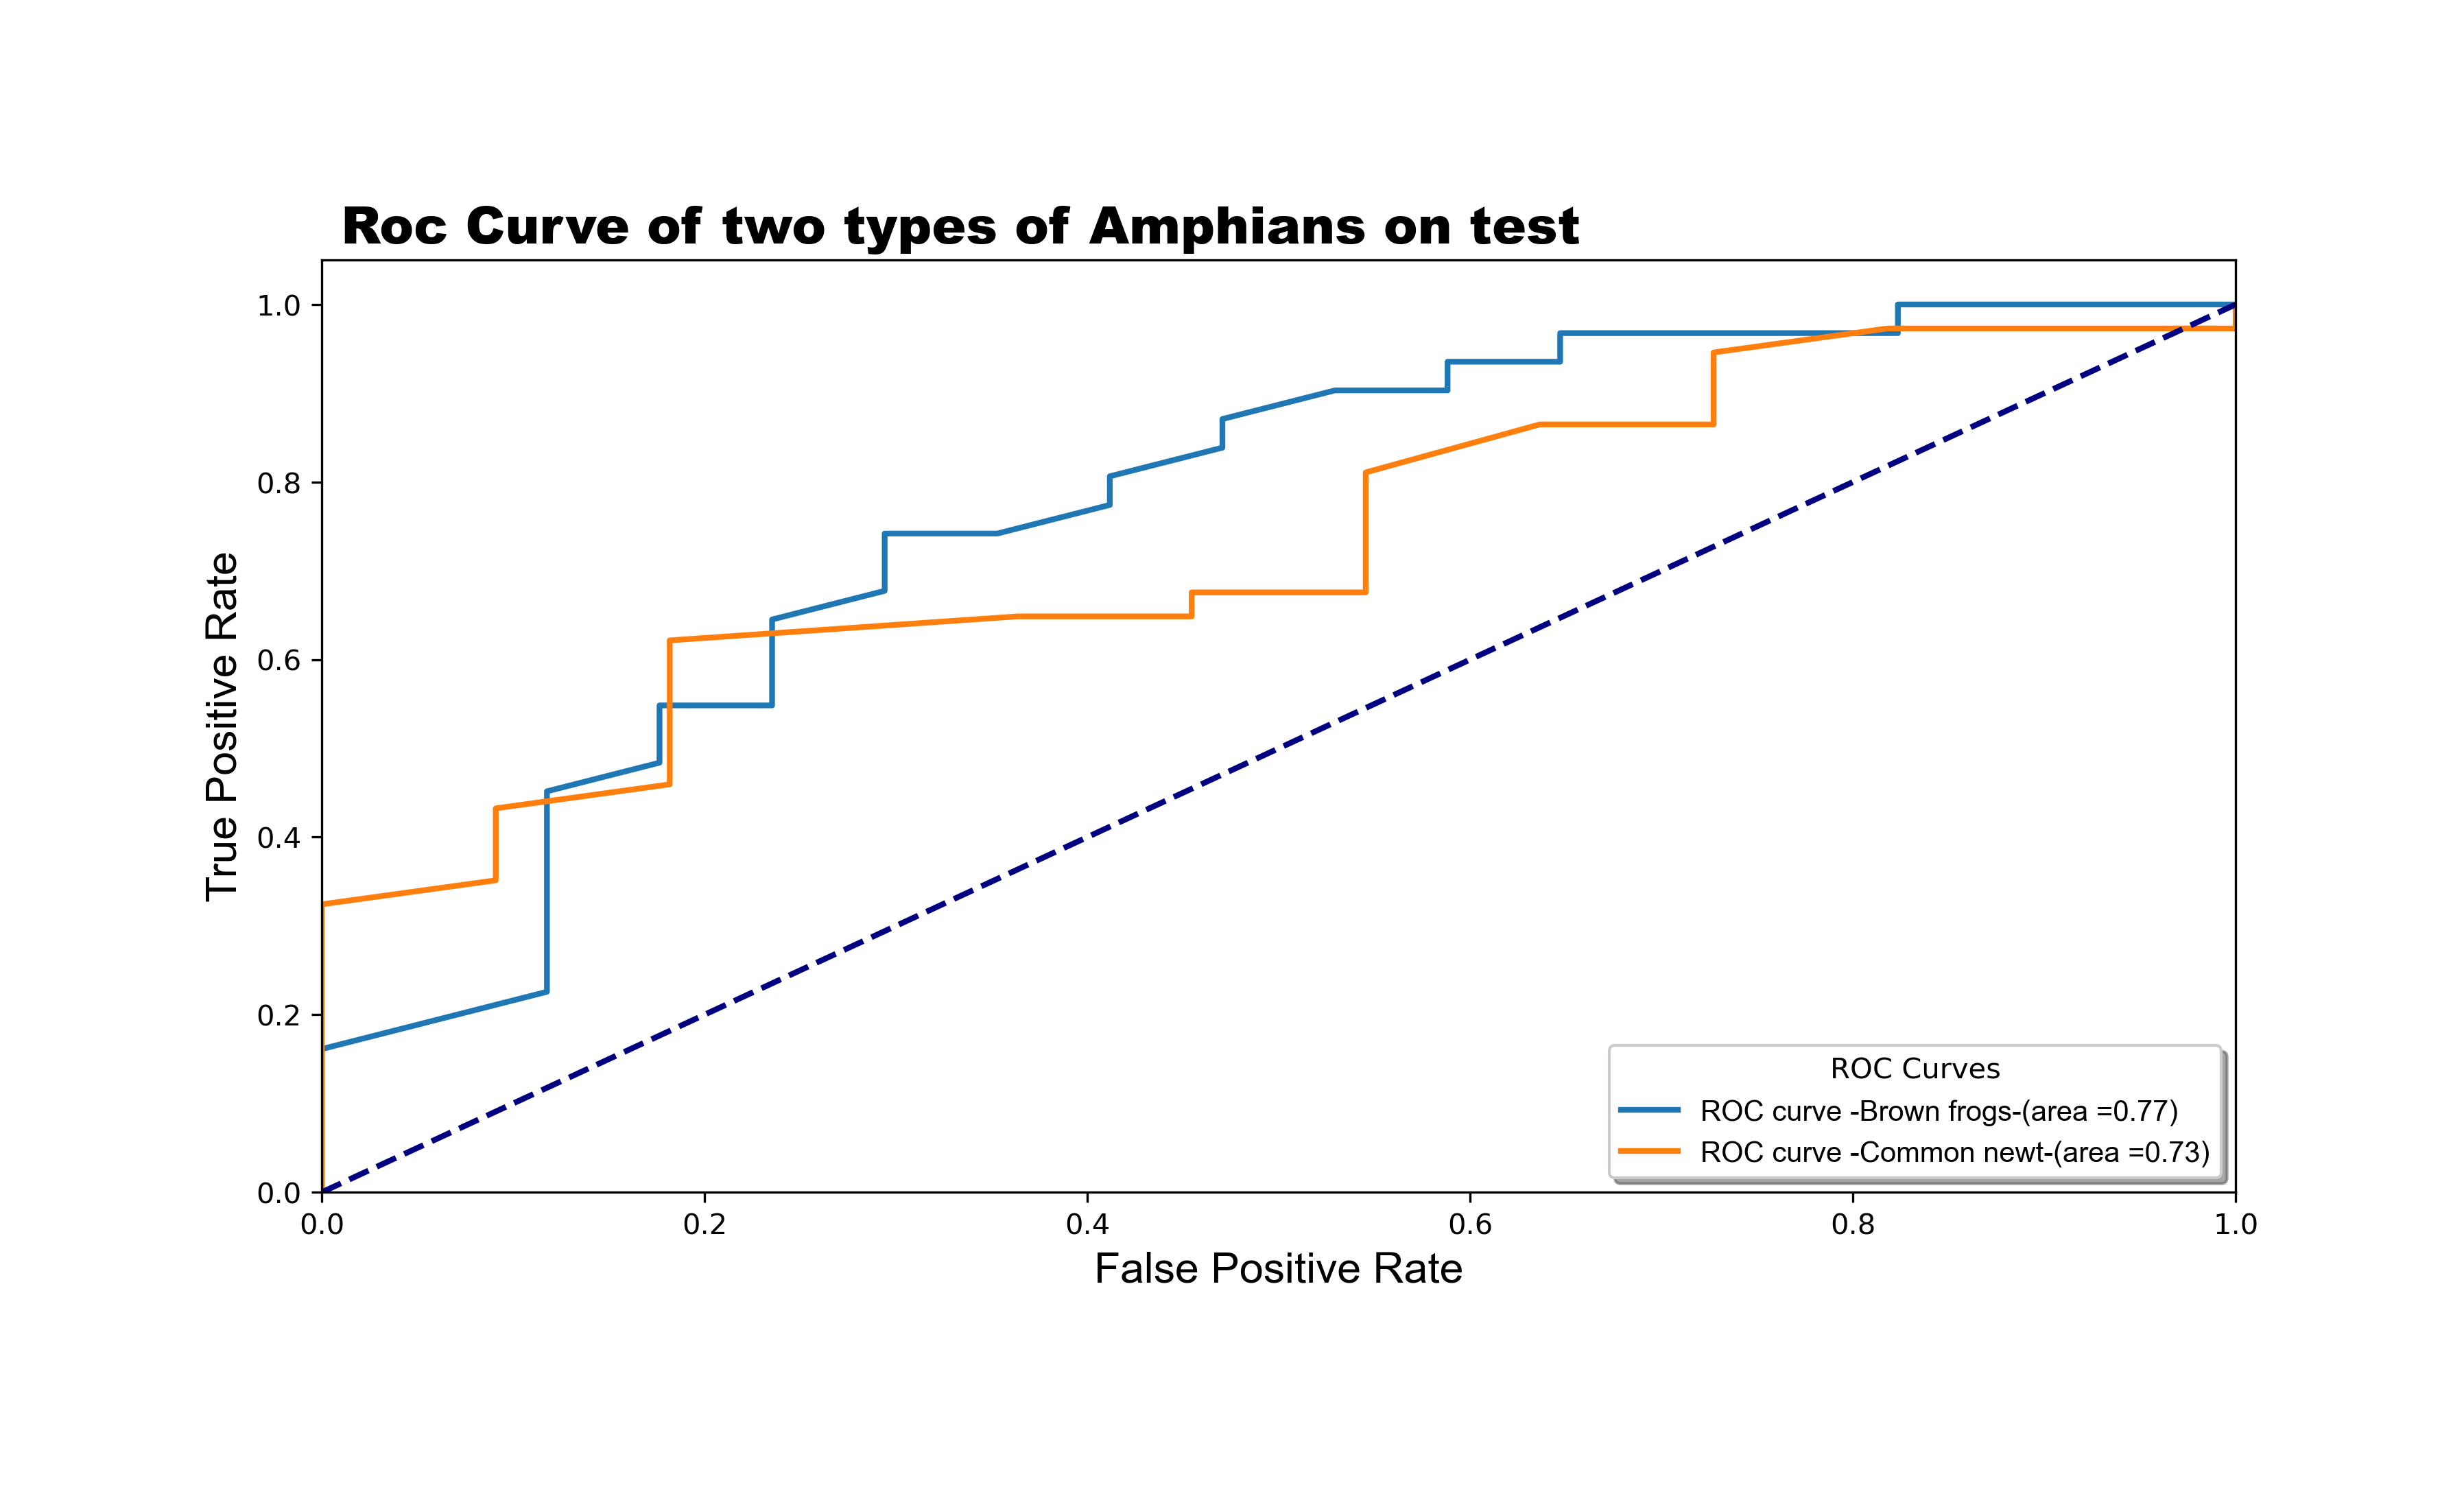 Roc Curve of two types of Amphians on test
True Positive Rate
1.0
0.8
0.6
0.4
0.2
0.0
0.0 0.2 0.4 0.6 0.8 1.0
False Positive Rate
ROC Curves
ROC curve -Brown frogs-(area =0.77)
ROC curve -Common newt-(area =0.73)